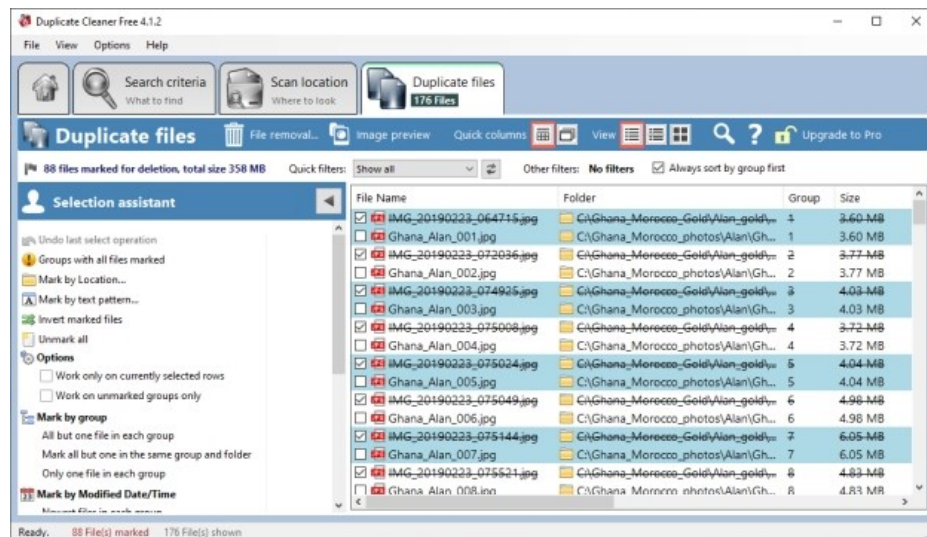 Duplicate Cleaner Free 4.1.2
File View Options Help
Search criteria
What to find
Scan location
Where to look
Duplicate files
176 Files
Duplicate files File removal... Image preview Quick columns View ? Upgrade to Pro
88 files marked for deletion, total size 358 MB Quick filters: Show all Other filters: No filters Always sort by group first
Selection assistant
Undo last select operation
Groups with all files marked
Mark by Location...
Mark by text pattern...
Invert marked files
Unmark all
Options
Work only on currently selected rows
Work on unmarked groups only
Mark by group
All but one file in each group
Mark all but one in the same group and folder
Only one file in each group
Mark by Modified Date/Time
Newest files in each group
File Name Folder Group Size
IMG_20190223_064715.jpg C:\Ghana_Morocco_Gold\Alan_gold\... 1 3.60 MB
Ghana_Alan_001.jpg C:\Ghana_Morocco_photos\Alan\Gh... 1 3.60 MB
IMG_20190223_072036.jpg C:\Ghana_Morocco_Gold\Alan_gold\... 2 3.77 MB
Ghana_Alan_002.jpg C:\Ghana_Morocco_photos\Alan\Gh... 2 3.77 MB
IMG_20190223_074925.jpg C:\Ghana_Morocco_Gold\Alan_gold\... 3 4.03 MB
Ghana_Alan_003.jpg C:\Ghana_Morocco_photos\Alan\Gh... 3 4.03 MB
IMG_20190223_075008.jpg C:\Ghana_Morocco_Gold\Alan_gold\... 4 3.72 MB
Ghana_Alan_004.jpg C:\Ghana_Morocco_photos\Alan\Gh... 4 3.72 MB
IMG_20190223_075024.jpg C:\Ghana_Morocco_Gold\Alan_gold\... 5 4.04 MB
Ghana_Alan_005.jpg C:\Ghana_Morocco_photos\Alan\Gh... 5 4.04 MB
IMG_20190223_075049.jpg C:\Ghana_Morocco_Gold\Alan_gold\... 6 4.98 MB
Ghana_Alan_006.jpg C:\Ghana_Morocco_photos\Alan\Gh... 6 4.98 MB
IMG_20190223_075144.jpg C:\Ghana_Morocco_Gold\Alan_gold\... 7 6.05 MB
Ghana_Alan_007.jpg C:\Ghana_Morocco_photos\Alan\Gh... 7 6.05 MB
IMG_20190223_075521.jpg C:\Ghana_Morocco_Gold\Alan_gold\... 8 4.83 MB
Ghana_Alan_008.jpg C:\Ghana_Morocco_photos\Alan\Gh... 8 4.83 MB
Ready. 88 File(s) marked 176 File(s) shown